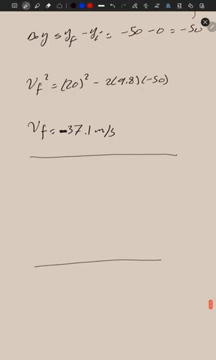 Δy = yf - yi = -50 - 0 = -50
Vf² = (20)² - 2(9.8)(-50)
Vf = -37.1 m/s